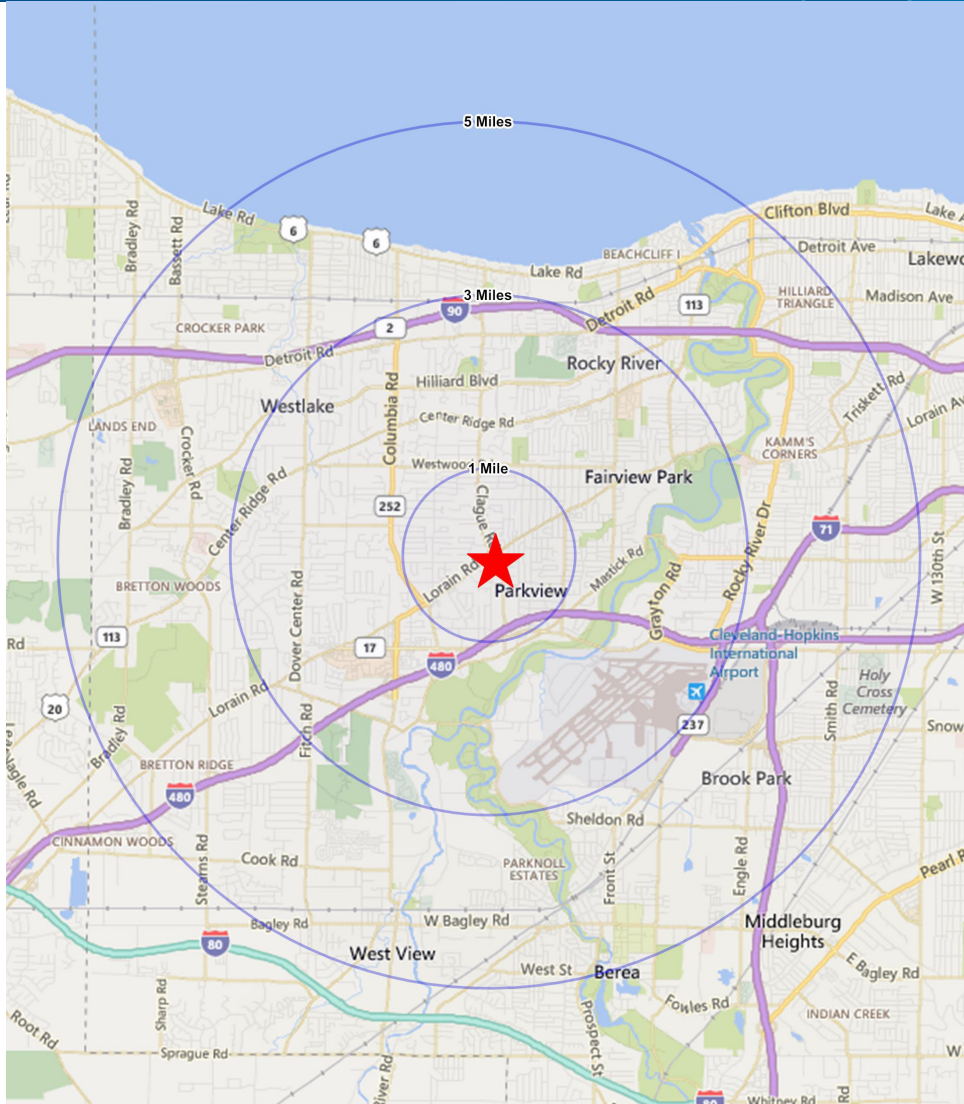 5 Miles
Lake Rd
Clifton Blvd
Lake
6
6
Bradley Rd
Bassett Rd
BEACHCLIFF I
Detroit Ave
Lake Rd
Lakewo
3 Miles
HILLIARD
TRIANGLE
Madison Ave
90
113
Detroit Rd
CROCKER PARK
2
Detroit Rd
Rocky River
Hilliard Blvd
Triskett Rd
Westlake
Columbia Rd
Center Ridge Rd
Lorain Av
LANDS END
Crocker Rd
KAMM'S
CORNERS
Westwood
1 Mile
Fairview Park
Bradley Rd
Center Ridge Rd
252
Clague R
71
Rocky River Dr
W 130th St
Lorain Rd
Mastick Rd
BRETTON WOODS
Parkview
Grayton Rd
Dover Center Rd
Rd
113
17
480
Cleveland-Hopkins
International
Airport
Holy
Cross
Cemetery
Smith Rd
Lorain Rd
20
Bradley Rd
Fitch Rd
237
Snow
Nagle Rd
BRETTON RIDGE
480
Brook Park
Sheldon Rd
CINNAMON WOODS
Stearns Rd
Cook Rd
PARKNOLL
ESTATES
Front St
Engle Rd
Pearl R
Bagley Rd
W Bagley Rd
Middleburg
Heights
80
West View
West St
Berea
E Bagley Rd
Sharp Rd
Prospect St
Fowles Rd
INDIAN CREEK
Root Rd
Sprague Rd
W
River Rd
80
Whitney Rd
Rd